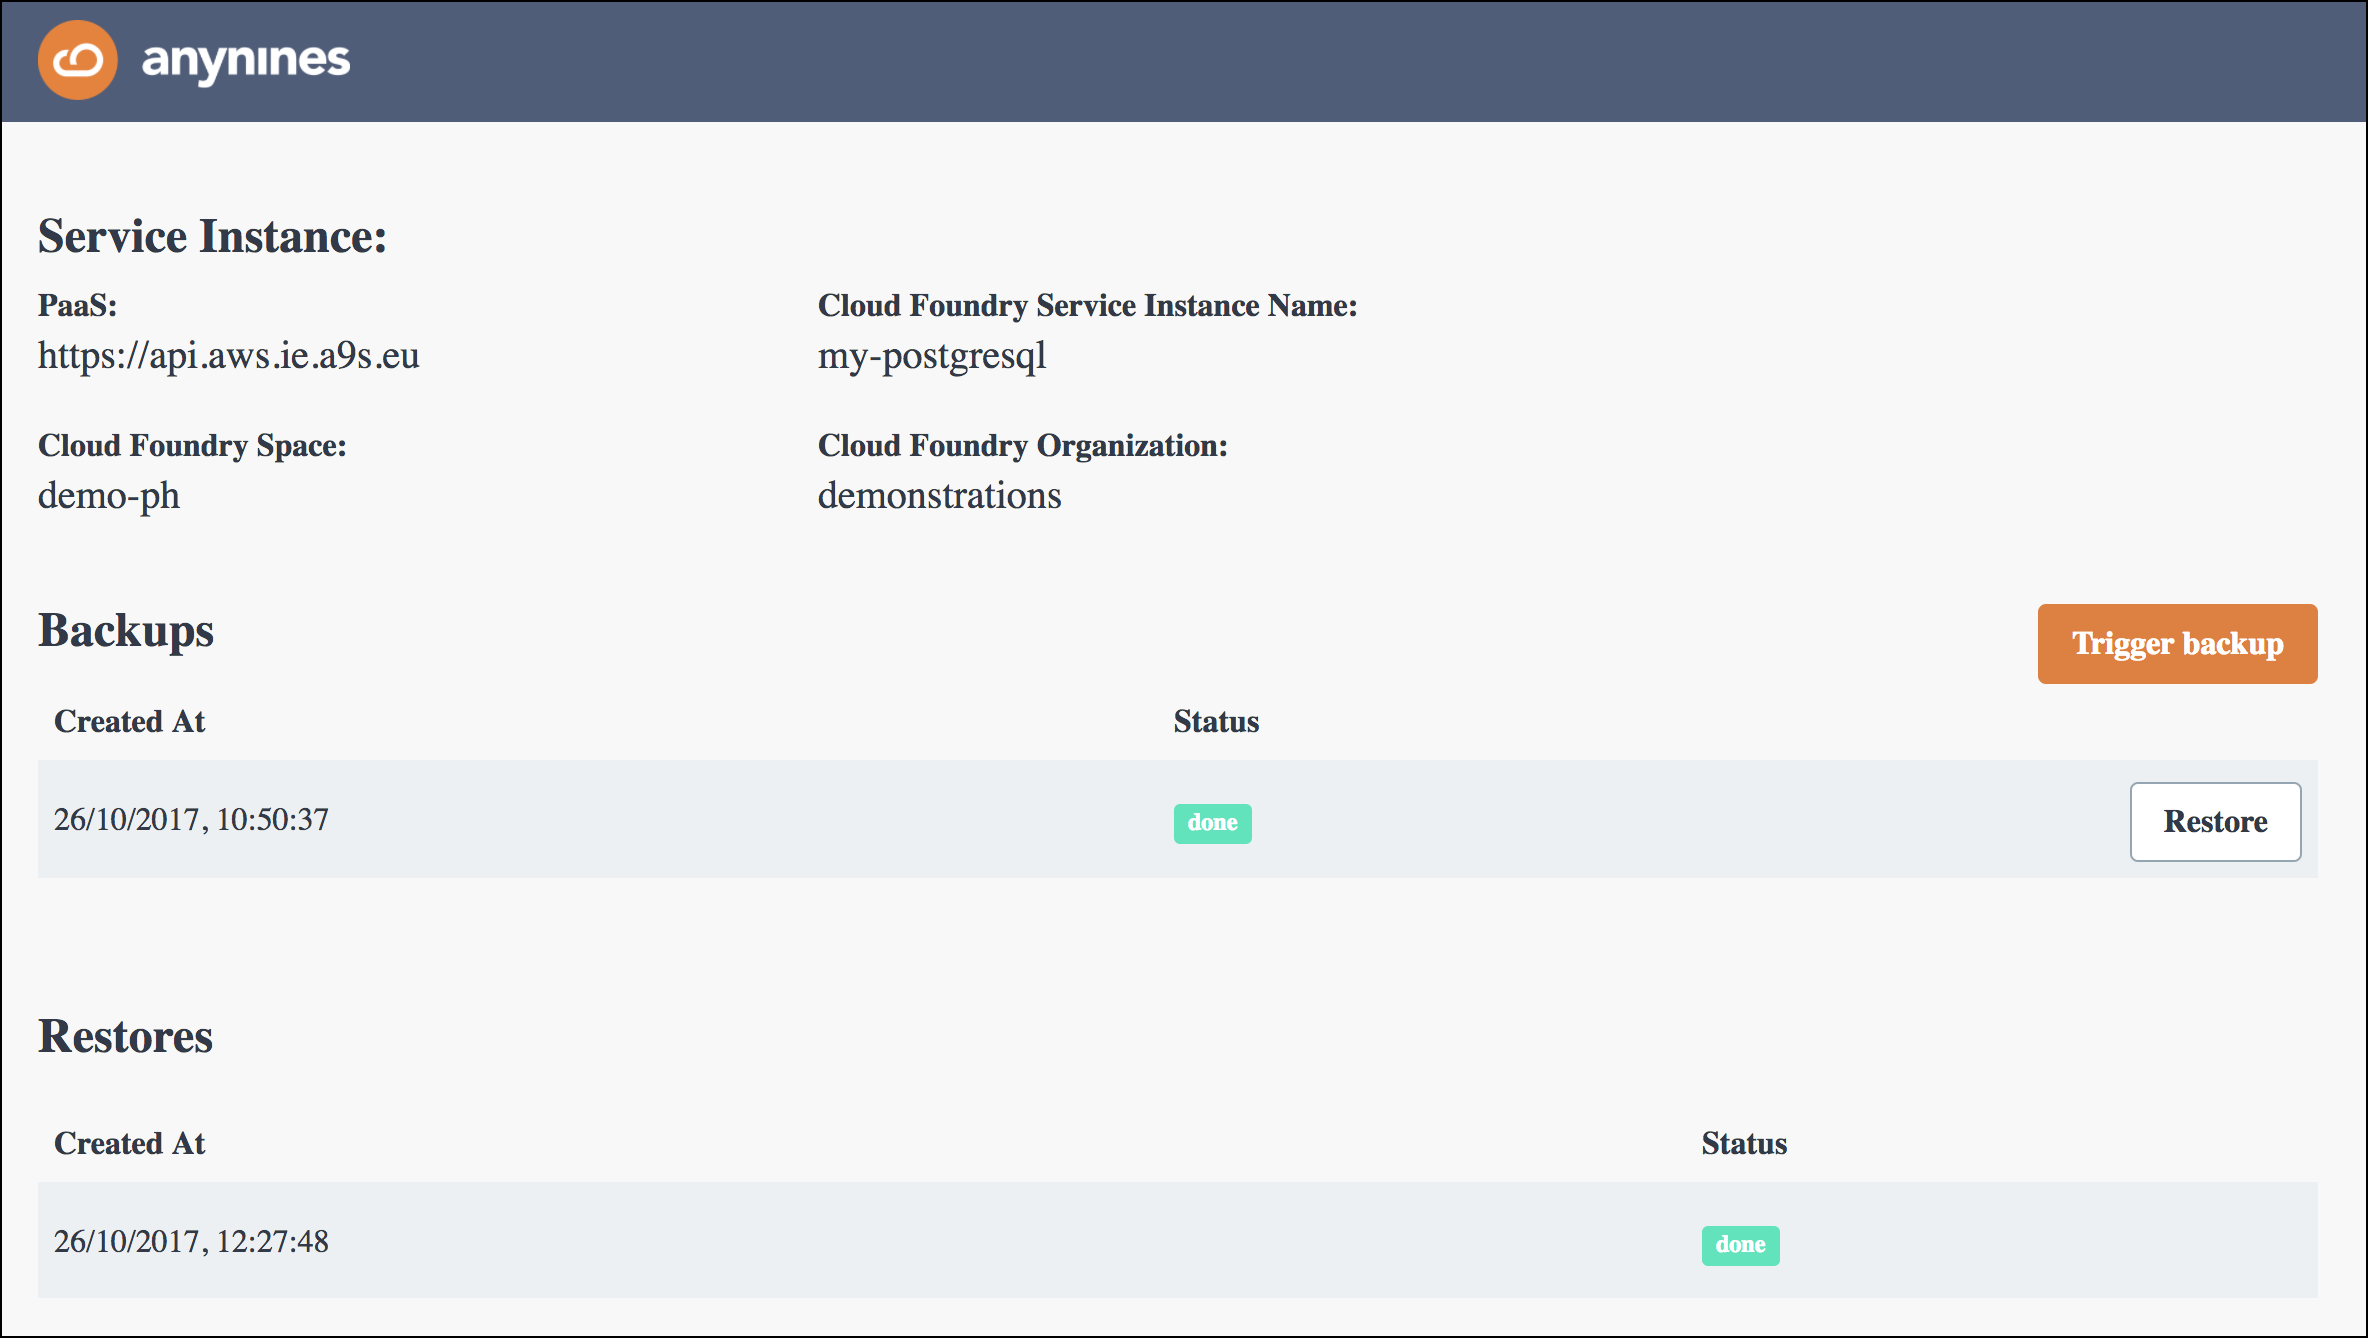 anynines
Service Instance:
PaaS:
https://api.aws.ie.a9s.eu
Cloud Foundry Service Instance Name:
my-postgresql
Cloud Foundry Space:
demo-ph
Cloud Foundry Organization:
demonstrations
Backups
Trigger backup
Created At Status
26/10/2017, 10:50:37 done Restore
Restores
Created At Status
26/10/2017, 12:27:48 done